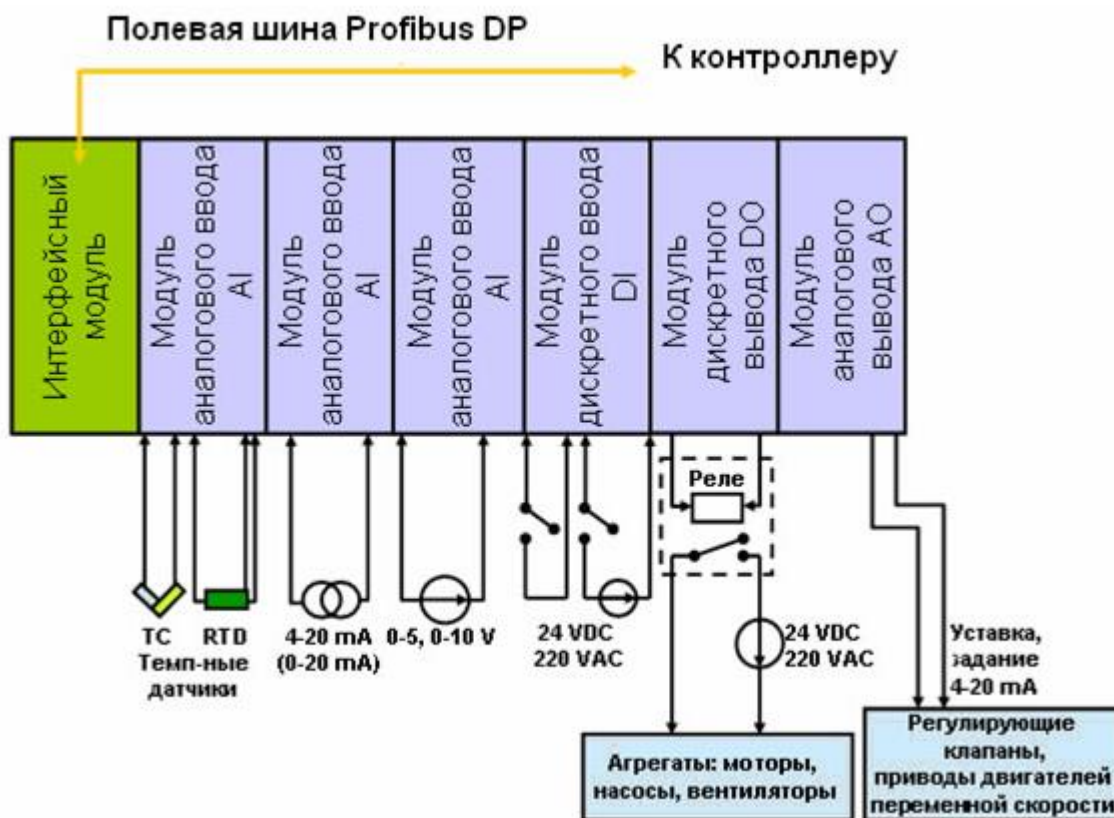 Полевая шина Profibus DP
К контроллеру
Интерфейсный
модуль
Модуль
аналогового ввода
AI
Модуль
аналогового ввода
AI
Модуль
аналогового ввода
AI
Модуль
дискретного ввода
DI
Модуль
дискретного
вывода DO
Модуль
аналогового
вывода AO
Реле
TC
RTD
Темп-ные
датчики
4-20 mA
(0-20 mA)
0-5, 0-10 V
24 VDC
220 VAC
24 VDC
220 VAC
Уставка,
задание
4-20 mA
Агрегаты: моторы,
насосы, вентиляторы
Регулирующие
клапаны,
приводы двигателей
переменной скорости